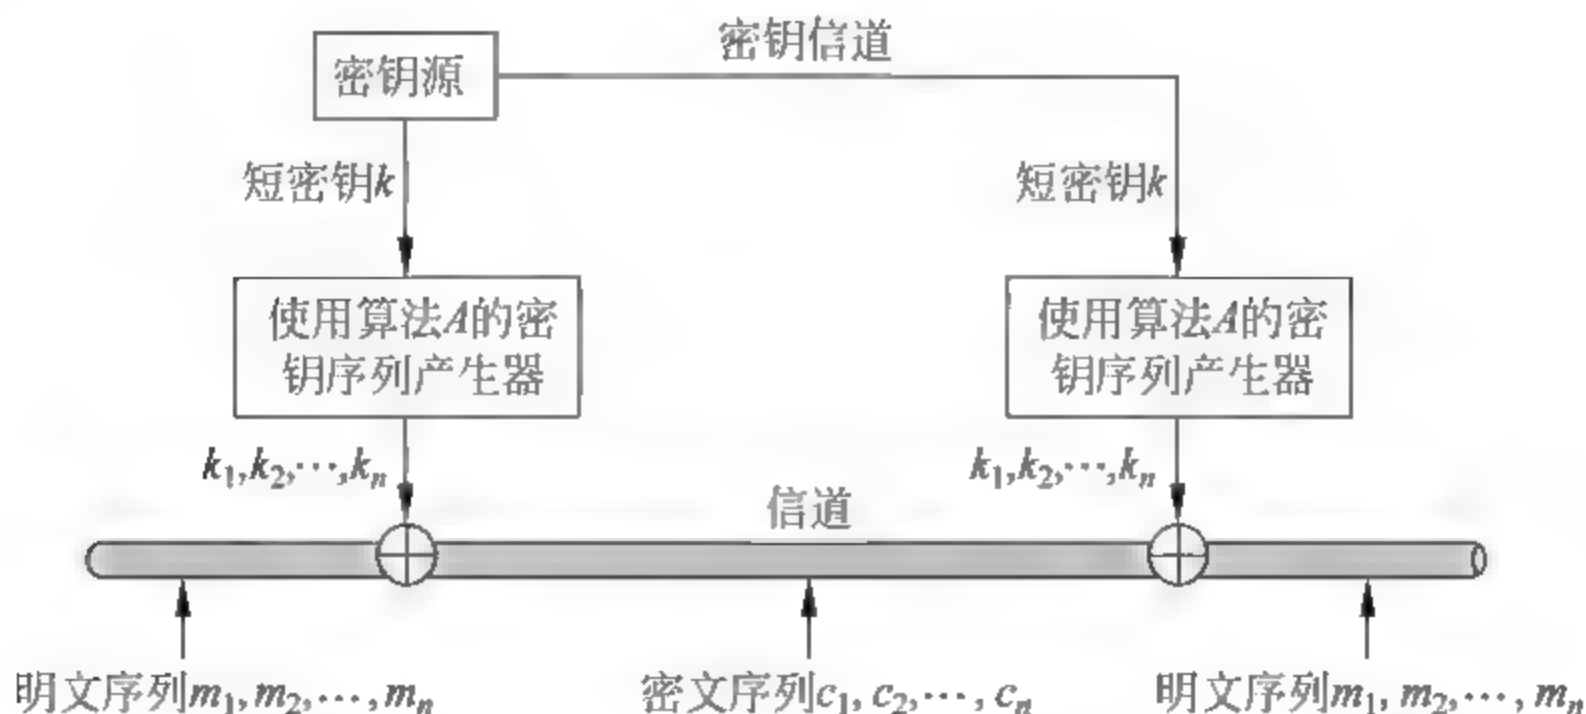 密钥信道
密钥源
短密钥k
短密钥k
使用算法A的密
钥序列产生器
使用算法A的密
钥序列产生器
k₁,k₂,⋯,kₙ
k₁,k₂,⋯,kₙ
信道
明文序列m₁, m₂, ⋯, mₙ
密文序列c₁, c₂, ⋯, cₙ
明文序列m₁, m₂, ⋯, mₙ